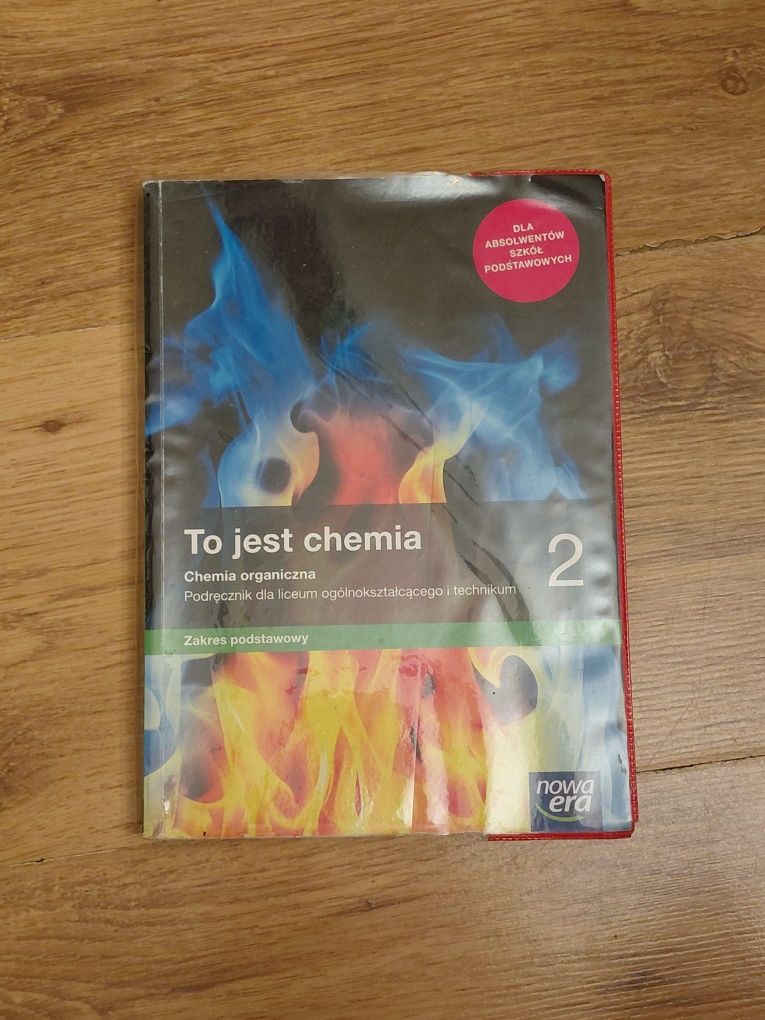 DLA
ABSOLWENTÓW
SZKÓŁ
PODSTAWOWYCH
To jest chemia
2
Chemia organiczna
Podręcznik dla liceum ogólnokształcącego i technikum
Zakres podstawowy
nowa
era